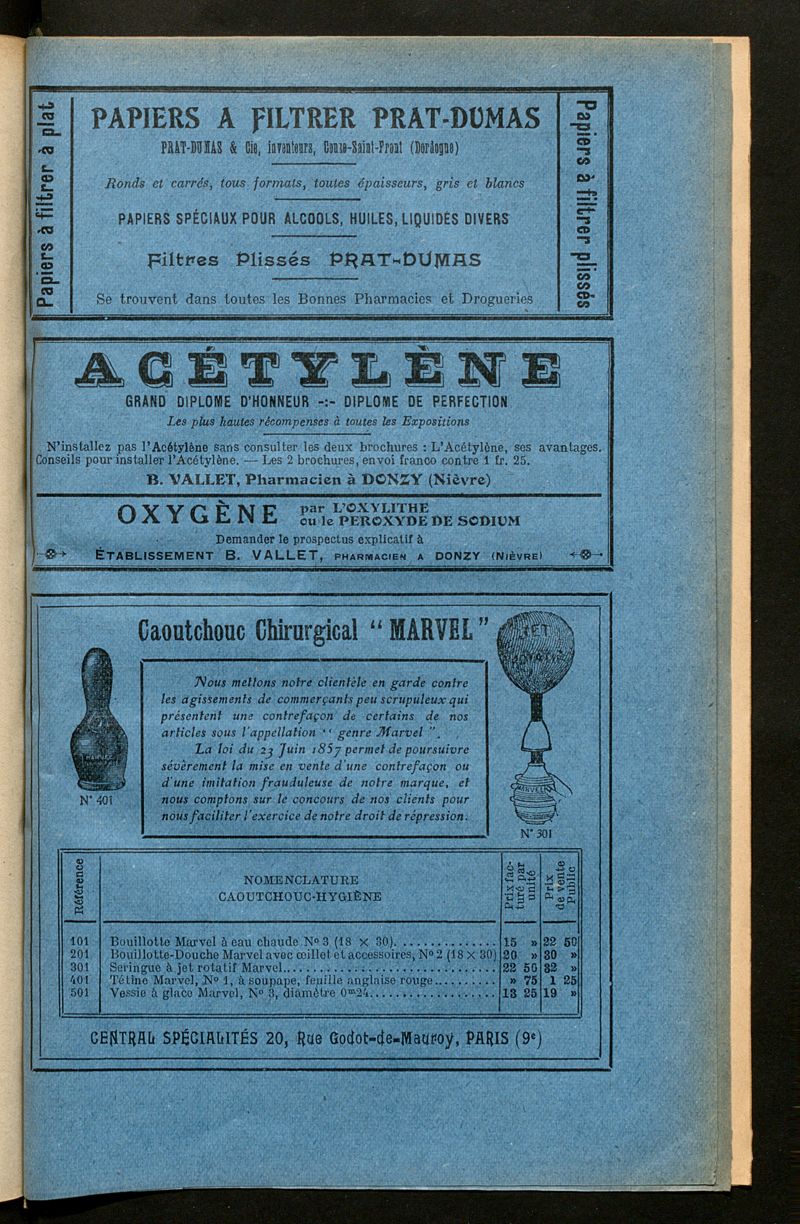 Papiers à filtrer à plat
PAPIERS A FILTRER PRAT-DUMAS
PRAT-DUMAS & Cie, inventeurs, Couze-Saint-Front (Dordogne)
Ronds et carrés, tous formats, toutes épaisseurs, gris et blancs
PAPIERS SPÉCIAUX POUR ALCOOLS, HUILES, LIQUIDES DIVERS
Filtres Plissés PRAT-DUMAS
Se trouvent dans toutes les Bonnes Pharmacies et Drogueries
Papiers à filtrer plissés
ACÉTYLÈNE
GRAND DIPLOME D'HONNEUR -:- DIPLOME DE PERFECTION
Les plus hautes récompenses à toutes les Expositions
N'installez pas l'Acétylène sans consulter les deux brochures : L'Acétylène, ses avantages.
Conseils pour installer l'Acétylène. — Les 2 brochures, envoi franco contre 1 fr. 25.
B. VALLET, Pharmacien à DONZY (Nièvre)
OXYGÈNE par L'OXYLITHE
ou le PEROXYDE DE SODIUM
Demander le prospectus explicatif à
ÉTABLISSEMENT B. VALLET, PHARMACIEN A DONZY (NIÈVRE)
Caoutchouc Chirurgical " MARVEL "
JET
ROTATIF
Nous mettons notre clientèle en garde contre
les agissements de commerçants peu scrupuleux qui
présentent une contrefaçon de certains de nos
articles sous l'appellation " genre Marvel ".
La loi du 23 Juin 1857 permet de poursuivre
sévèrement la mise en vente d'une contrefaçon ou
d'une imitation frauduleuse de notre marque, et
nous comptons sur le concours de nos clients pour
nous faciliter l'exercice de notre droit de répression.
MARVEL
N° 401
MARVEL
N° 301
Référence
NOMENCLATURE
CAOUTCHOUC-HYGIÈNE
Prix fac-
turé par
unité
Prix
de vente
Public
101 Bouillotte Marvel à eau chaude N° 3 (18 × 30). 15 » 22 50
201 Bouillotte-Douche Marvel avec œillet et accessoires, N° 2 (18 × 30) 20 » 30 »
301 Seringue à jet rotatif Marvel. 22 50 32 »
401 Tétine Marvel, N° 1, à soupape, feuille anglaise rouge. » 75 1 25
501 Vessie à glace Marvel, N° 3, diamètre 0m24. 13 25 19 »
CENTRAL SPÉCIALITÉS 20, Rue Godot-de-Mauroy, PARIS (9e)